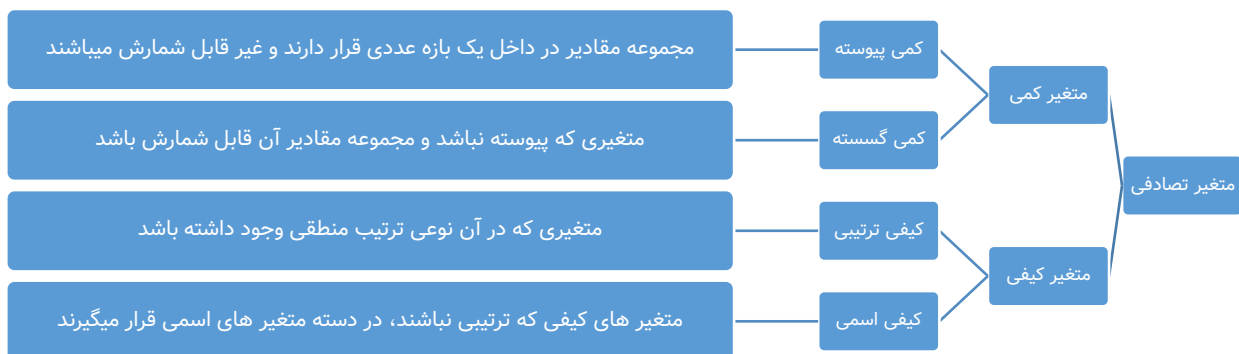 متغیر تصادفی
متغیر کمی
کمی پیوسته
مجموعه مقادیر در داخل یک بازه عددی قرار دارند و غیر قابل شمارش میباشند
کمی گسسته
متغیری که پیوسته نباشد و مجموعه مقادیر آن قابل شمارش باشد
متغیر کیفی
کیفی ترتیبی
متغیری که در آن نوعی ترتیب منطقی وجود داشته باشد
کیفی اسمی
متغیر های کیفی که ترتیبی نباشند، در دسته متغیر های اسمی قرار میگیرند